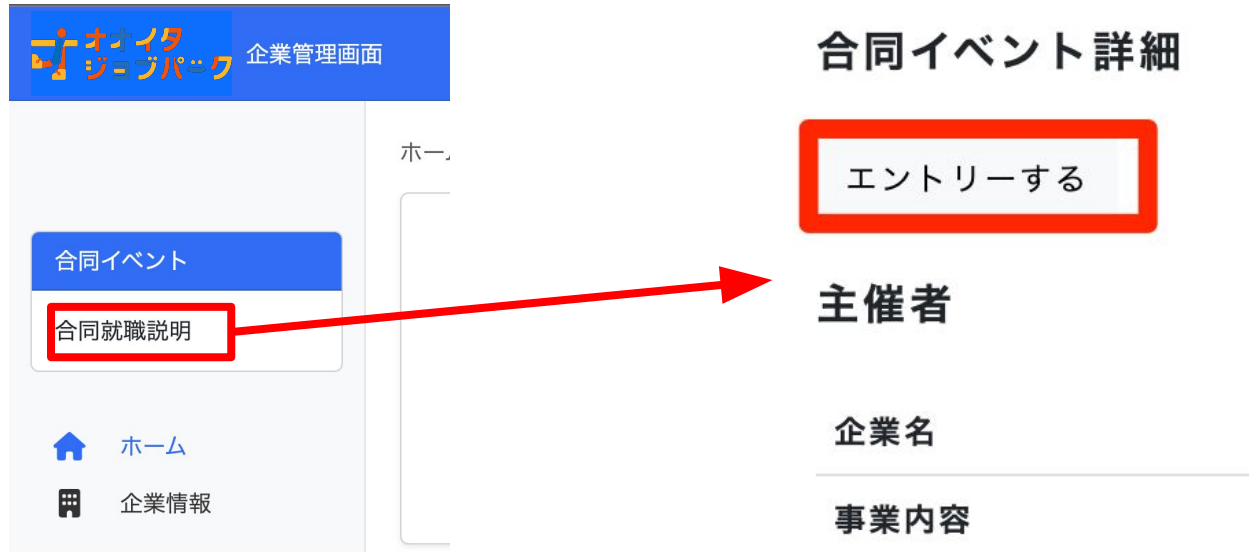 オオイタ
ジョブパーク
企業管理画面
ホー
合同イベント
合同就職説明
ホーム
企業情報
合同イベント詳細
エントリーする
主催者
企業名
事業内容